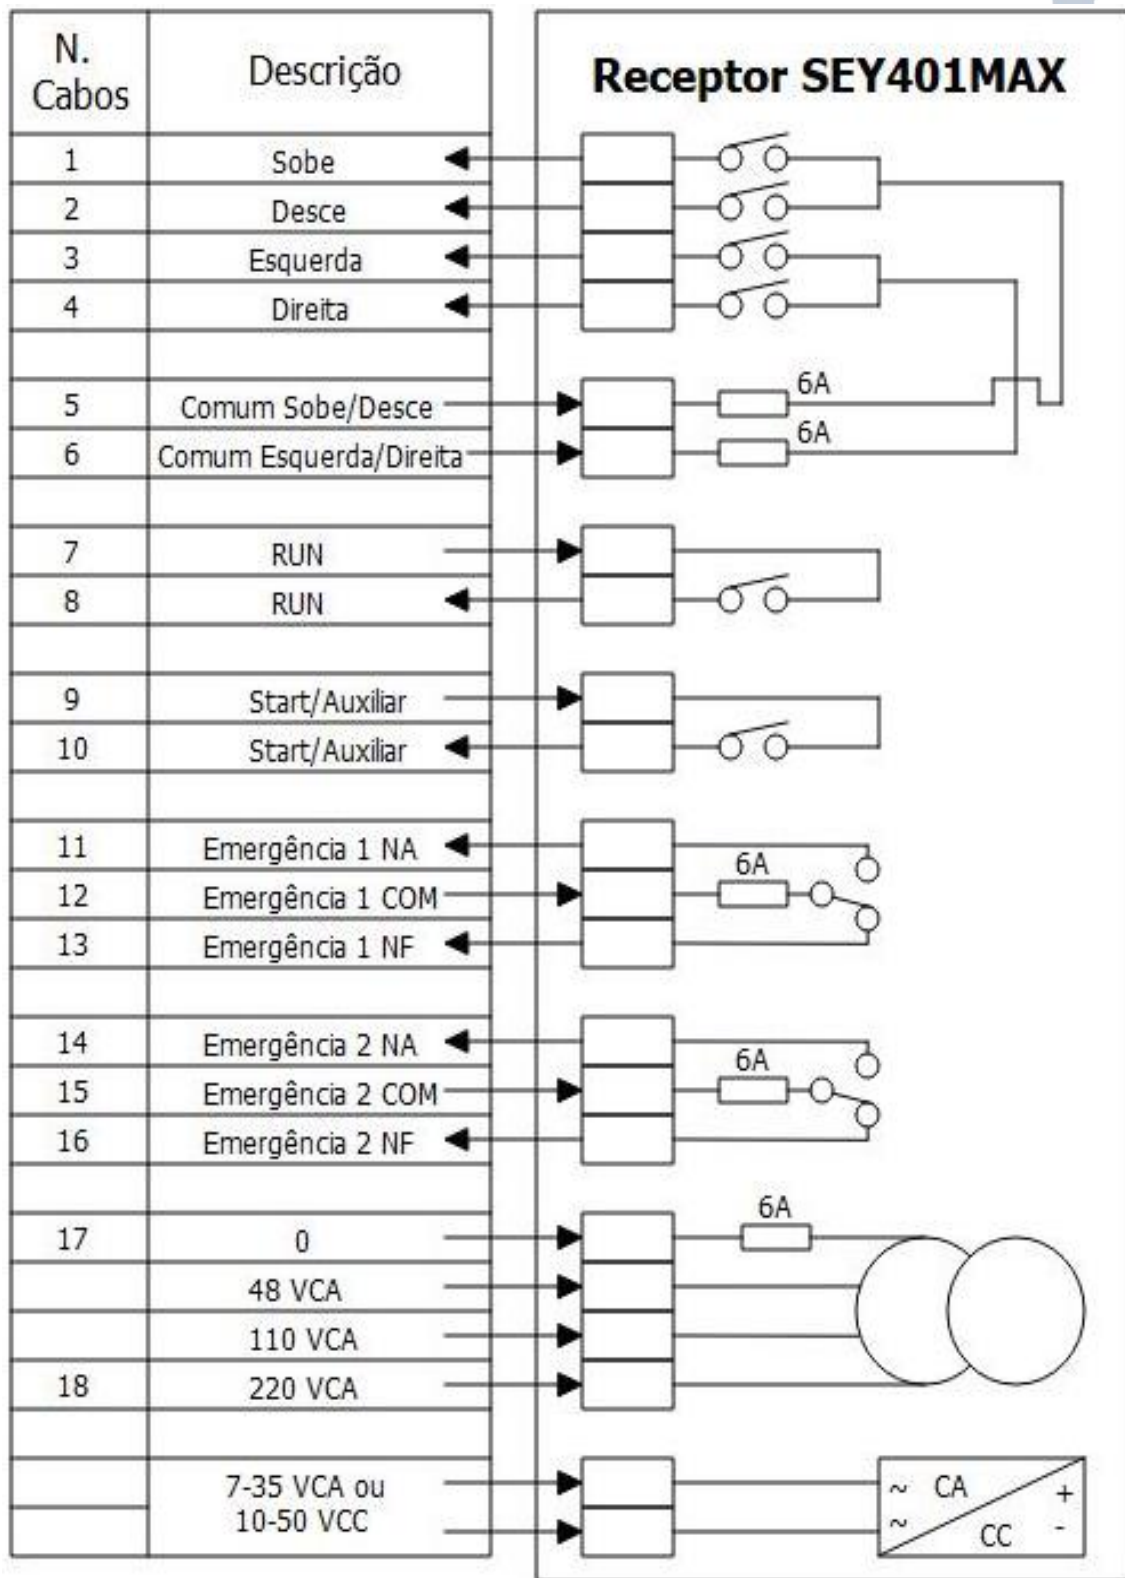 N.
Cabos
Descrição
Receptor SEY401MAX
1 Sobe
2 Desce
3 Esquerda
4 Direita
5 Comum Sobe/Desce 6A
6 Comum Esquerda/Direita 6A
7 RUN
8 RUN
9 Start/Auxiliar
10 Start/Auxiliar
11 Emergência 1 NA
12 Emergência 1 COM 6A
13 Emergência 1 NF
14 Emergência 2 NA
15 Emergência 2 COM 6A
16 Emergência 2 NF
17 0 6A
48 VCA
110 VCA
18 220 VCA
7-35 VCA ou ~ CA +
10-50 VCC ~ CC -